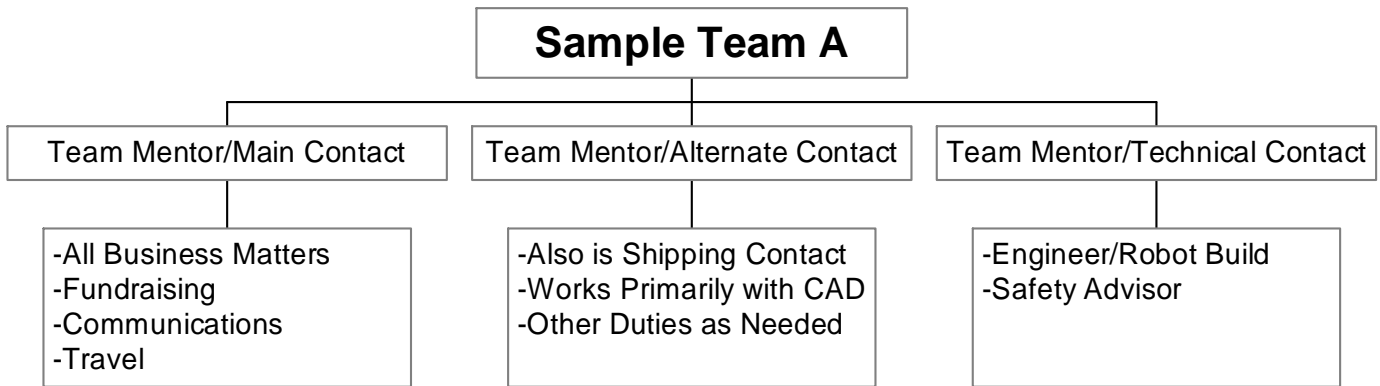 Sample Team A
Team Mentor/Main Contact
Team Mentor/Alternate Contact
Team Mentor/Technical Contact
-All Business Matters
-Fundraising
-Communications
-Travel
-Also is Shipping Contact
-Works Primarily with CAD
-Other Duties as Needed
-Engineer/Robot Build
-Safety Advisor